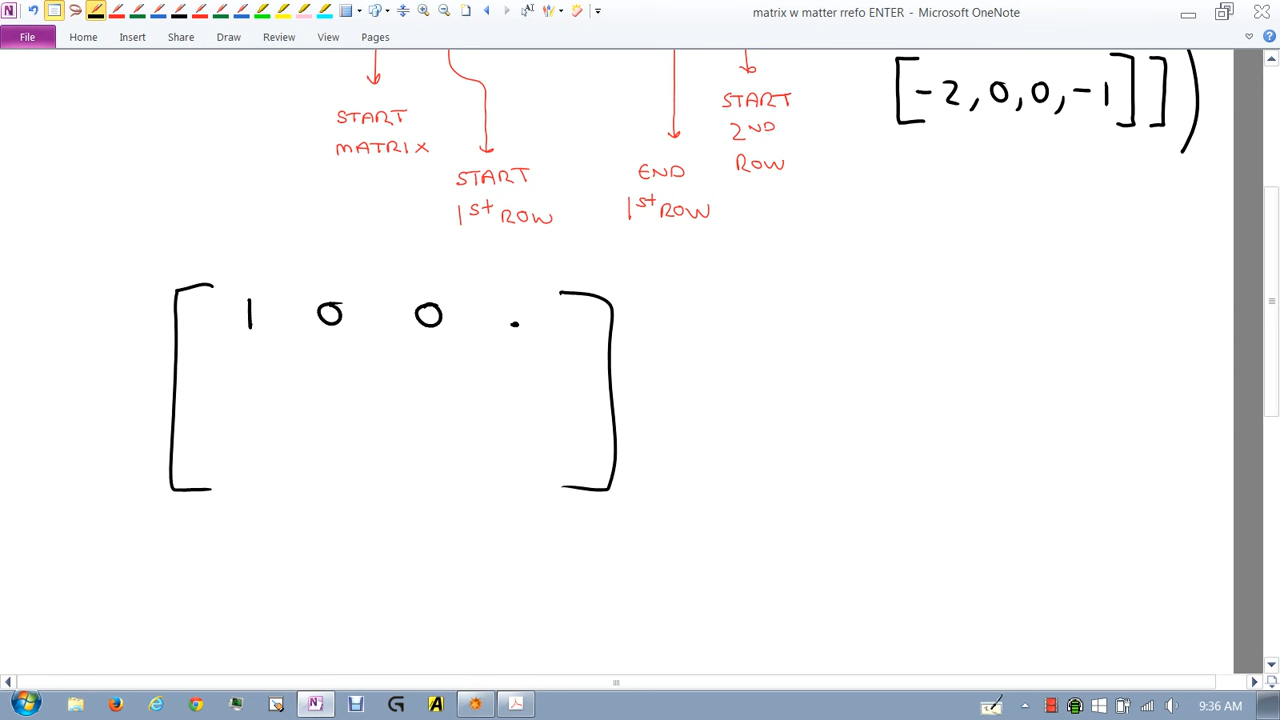 matrix w matter rrefo ENTER - Microsoft OneNote
File Home Insert Share Draw Review View Pages
[-2,0,0,-1]])
START
MATRIX
START
1st ROW
END
1st ROW
START
2ND
ROW
[ 1 0 0 . ]
9:36 AM